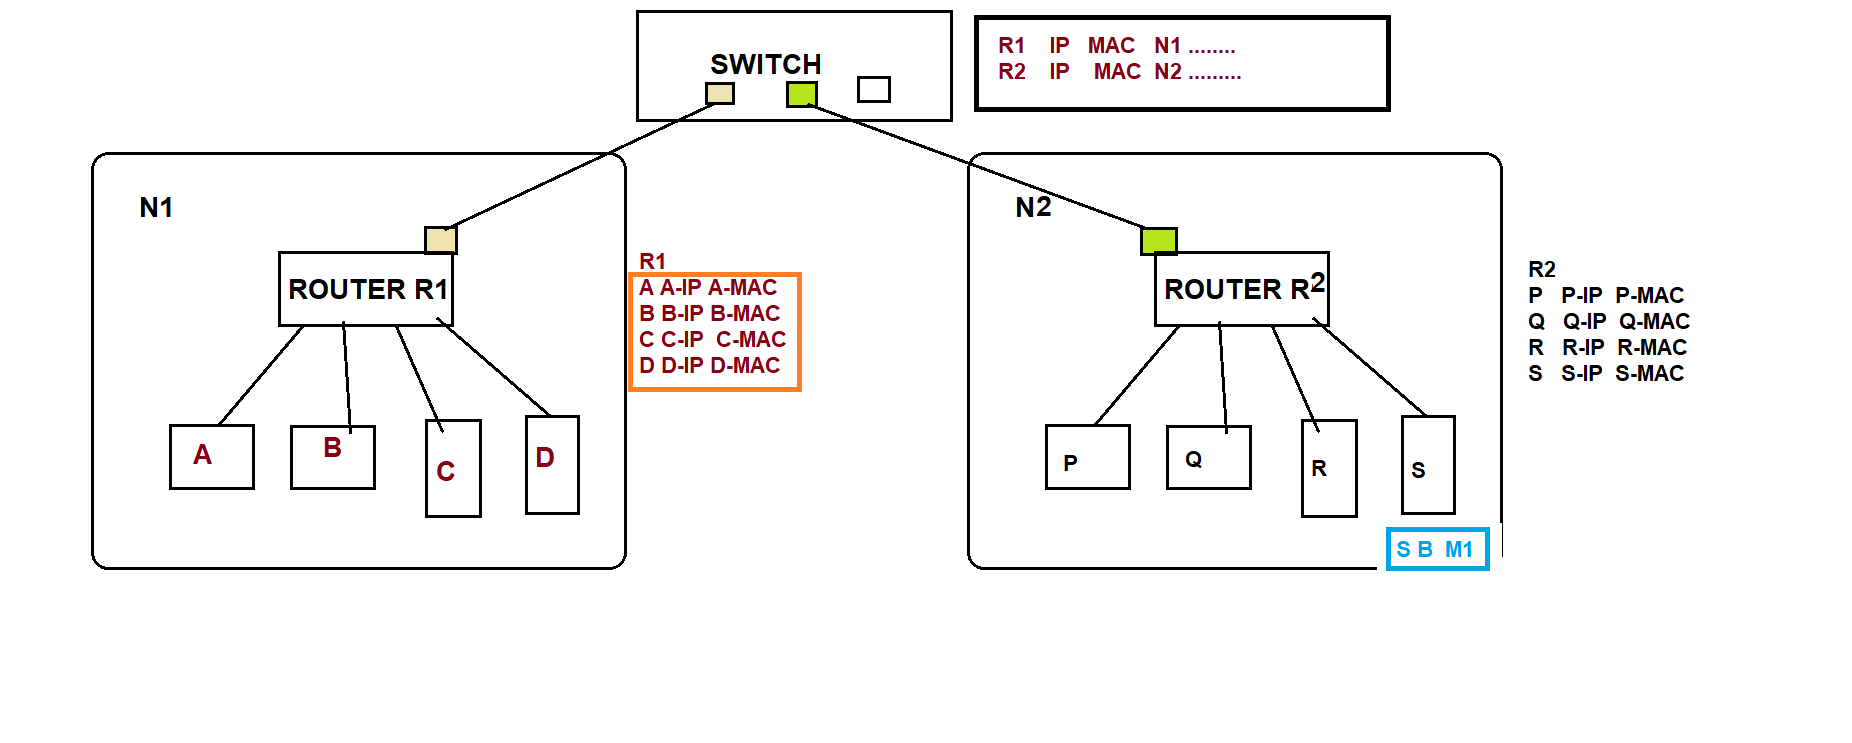 SWITCH
R1 IP MAC N1 ........
R2 IP MAC N2 .........
N1
ROUTER R1
R1
A A-IP A-MAC
B B-IP B-MAC
C C-IP C-MAC
D D-IP D-MAC
A
B
C
D
N2
ROUTER R2
R2
P P-IP P-MAC
Q Q-IP Q-MAC
R R-IP R-MAC
S S-IP S-MAC
P
Q
R
S
S B M1